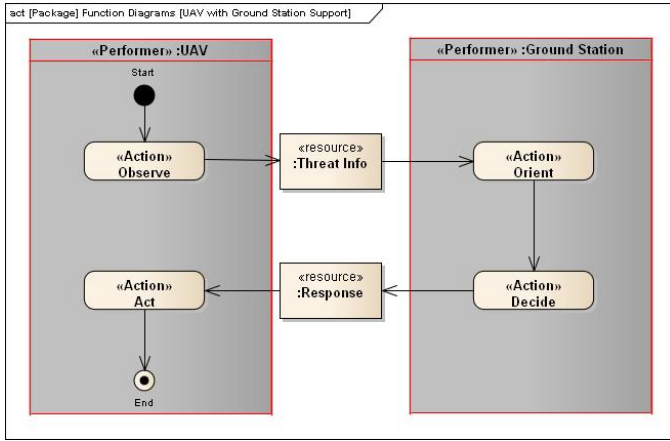 act [Package] Function Diagrams [UAV with Ground Station Support]
«Performer» :UAV
Start
«Action»
Observe
«resource»
:Threat Info
«Performer» :Ground Station
«Action»
Orient
«Action»
Decide
«resource»
:Response
«Action»
Act
End